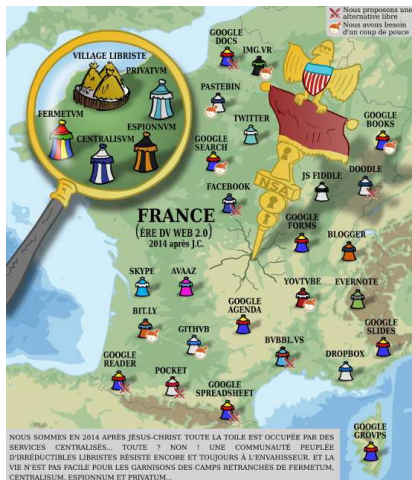 Nous proposons une
alternative libre
Nous avons besoin
d'un coup de pouce
GOOGLE
DOCS
IMG.VR
VILLAGE LIBRISTE
PRIVATVM
PASTEBIN
FERMETVM
ESPIONNVM
CENTRALISVM
TWITTER
GOOGLE
BOOKS
GOOGLE
SEARCH
NSA
JS FIDDLE
DOODLE
FACEBOOK
FRANCE
(ÈRE DV WEB 2.0)
2014 après J.C.
GOOGLE
FORMS
BLOGGER
SKYPE
AVAAZ
YOVTVBE
EVERNOTE
BIT.LY
GITHVB
GOOGLE
AGENDA
GOOGLE
SLIDES
BVBBL.VS
DROPBOX
GOOGLE
READER
POCKET
GOOGLE
SPREADSHEET
GOOGLE
GROVPS
NOUS SOMMES EN 2014 APRÈS JÉSUS-CHRIST. TOUTE LA TOILE EST OCCUPÉE PAR DES
SERVICES CENTRALISÉS... TOUTE ? NON ! UNE COMMUNAUTÉ PEUPLÉE
D'IRRÉDUCTIBLES LIBRISTES RÉSISTE ENCORE ET TOUJOURS À L'ENVAHISSEUR. ET LA
VIE N'EST PAS FACILE POUR LES GARNISONS DES CAMPS RETRANCHÉS DE FERMETUM,
CENTRALISUM, ESPIONNUM ET PRIVATUM...